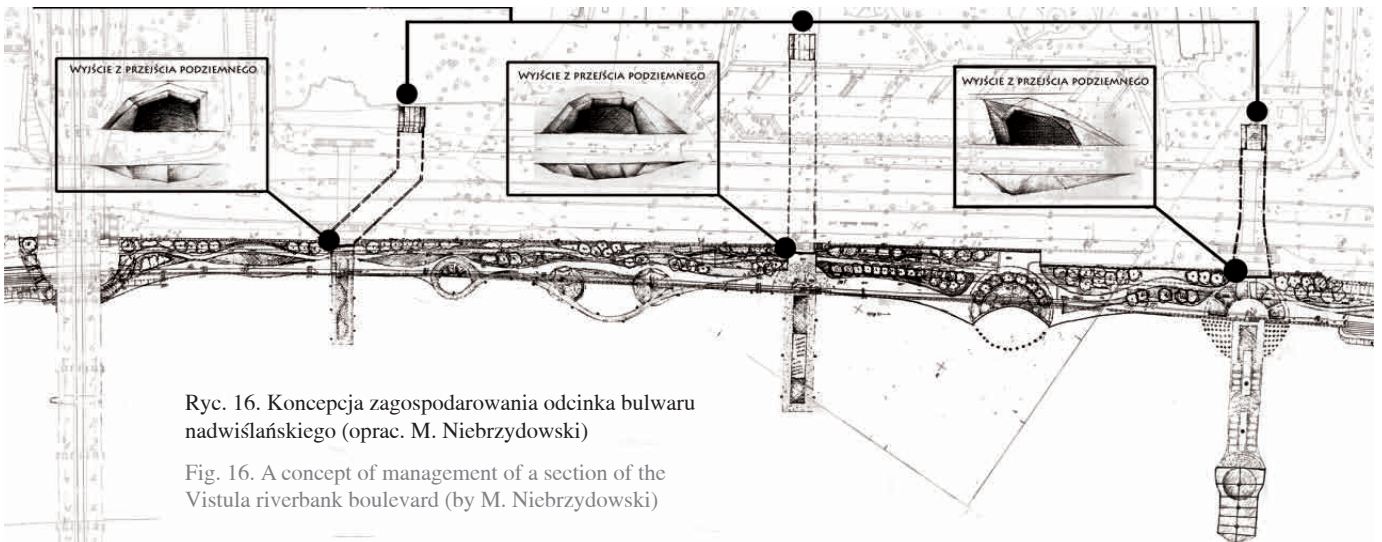 WYJŚCIE Z PRZEJŚCIA PODZIEMNEGO
WYJŚCIE Z PRZEJŚCIA PODZIEMNEGO
WYJŚCIE Z PRZEJŚCIA PODZIEMNEGO
Ryc. 16. Koncepcja zagospodarowania odcinka bulwaru
nadwiślańskiego (oprac. M. Niebrzydowski)
Fig. 16. A concept of management of a section of the
Vistula riverbank boulevard (by M. Niebrzydowski)